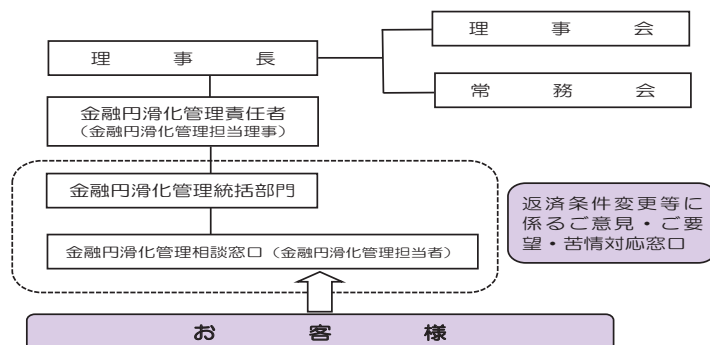 理事長
理事会
常務会
金融円滑化管理責任者
(金融円滑化管理担当理事)
金融円滑化管理統括部門
金融円滑化管理相談窓口(金融円滑化管理担当者)
返済条件変更等に
係るご意見・ご要
望・苦情対応窓口
お客様